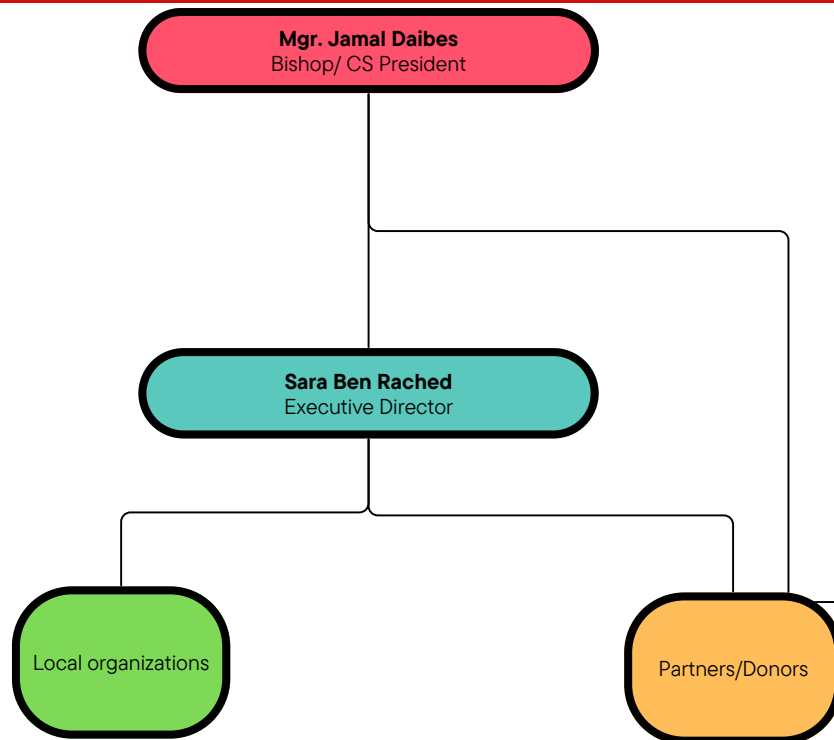 Mgr. Jamal Daibes
Bishop/ CS President
Sara Ben Rached
Executive Director
Local organizations
Partners/Donors